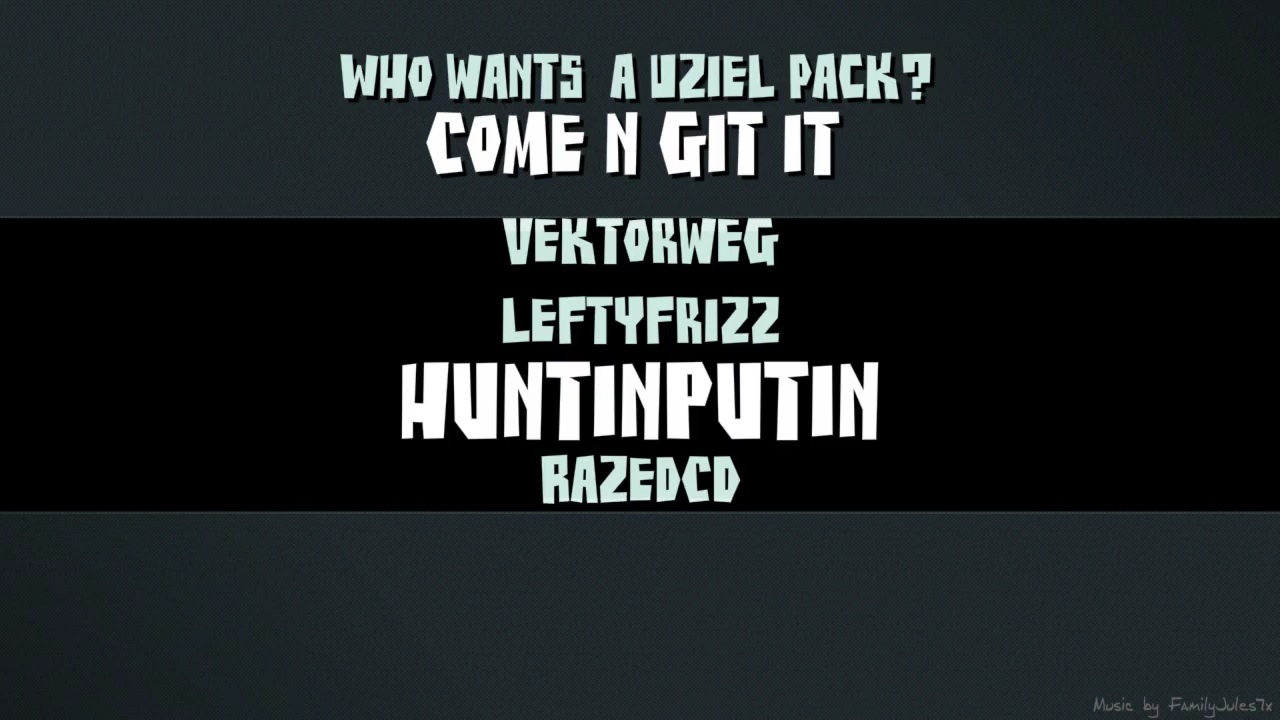 WHO WANTS A UZIEL PACK?
COME N GIT IT
VEKTORWEG
LEFTYFRIZZ
HUNTINPUTIN
RAZEDCD
Music by FamilyJules7x